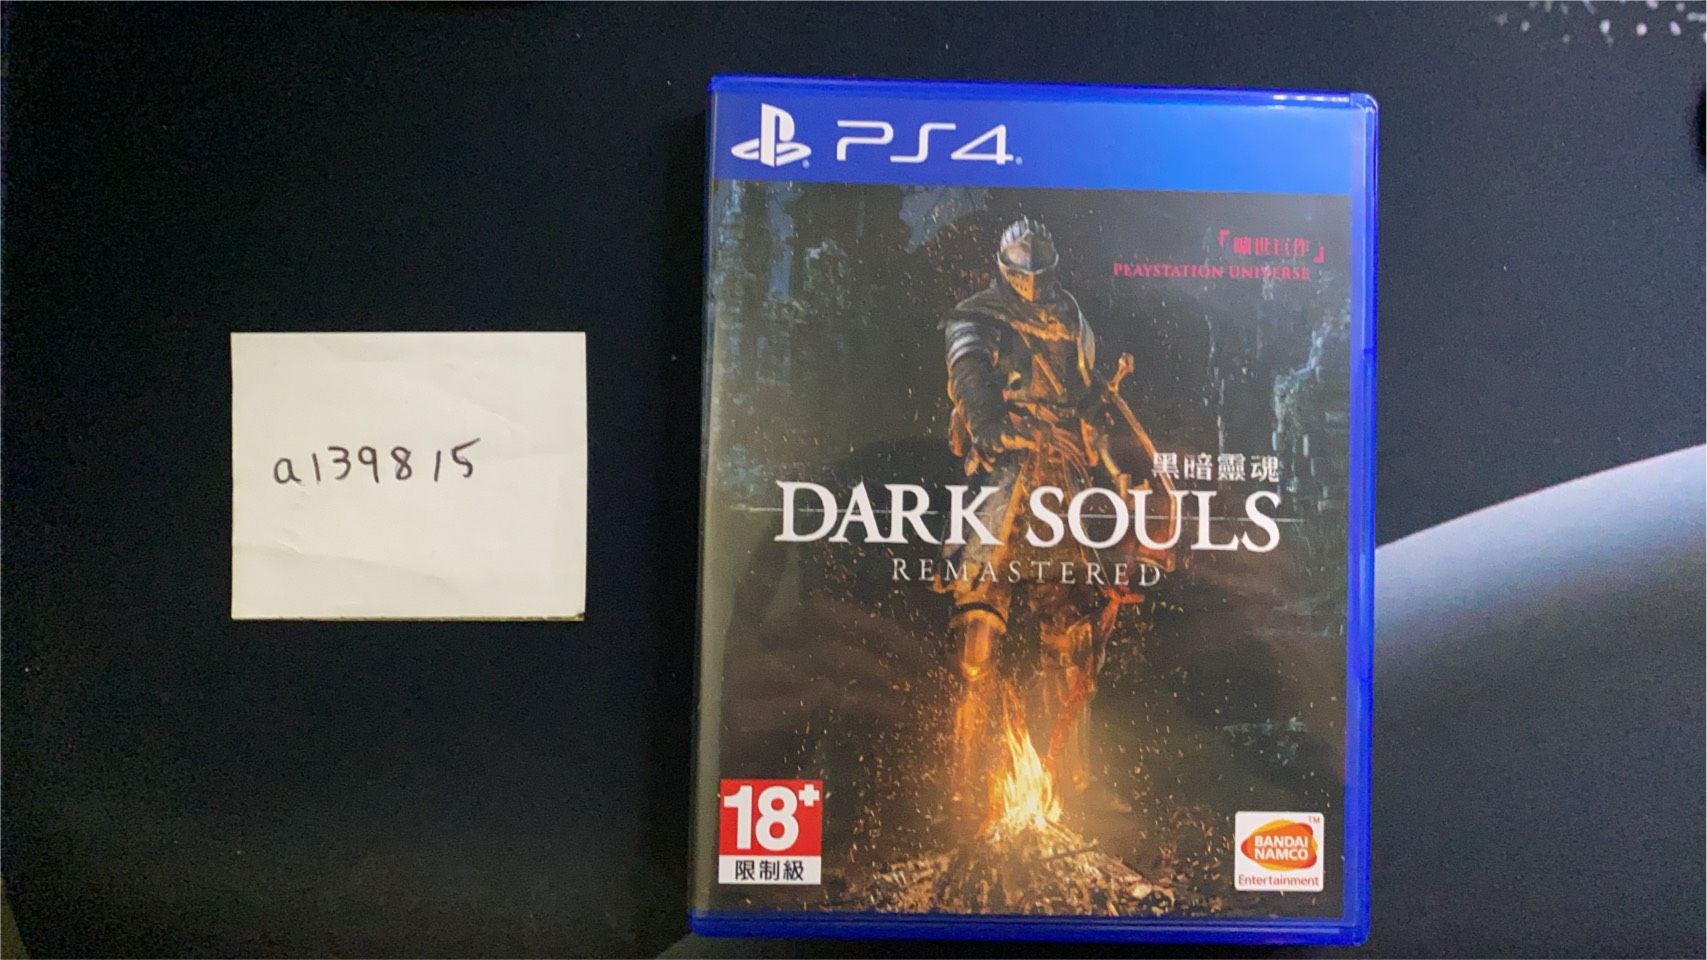 a139815
PS4
『曠世巨作』
PLAYSTATION UNIVERSE
黑暗靈魂
DARK SOULS
REMASTERED
18+
限制級
BANDAI
NAMCO
Entertainment
TM